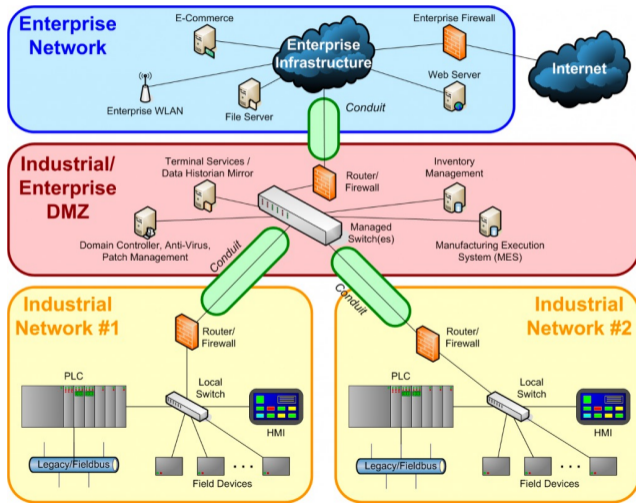 Enterprise
Network
E-Commerce
Enterprise
Infrastructure
Enterprise Firewall
Internet
Enterprise WLAN
File Server
Web Server
Conduit
Industrial/
Enterprise
DMZ
Terminal Services /
Data Historian Mirror
Router/
Firewall
Inventory
Management
Domain Controller, Anti-Virus,
Patch Management
Managed
Switch(es)
Manufacturing Execution
System (MES)
Conduit
Conduit
Industrial
Network #1
Router/
Firewall
PLC
Local
Switch
HMI
Legacy/Fieldbus
Field Devices
Industrial
Network #2
Router/
Firewall
PLC
Local
Switch
HMI
Legacy/Fieldbus
Field Devices